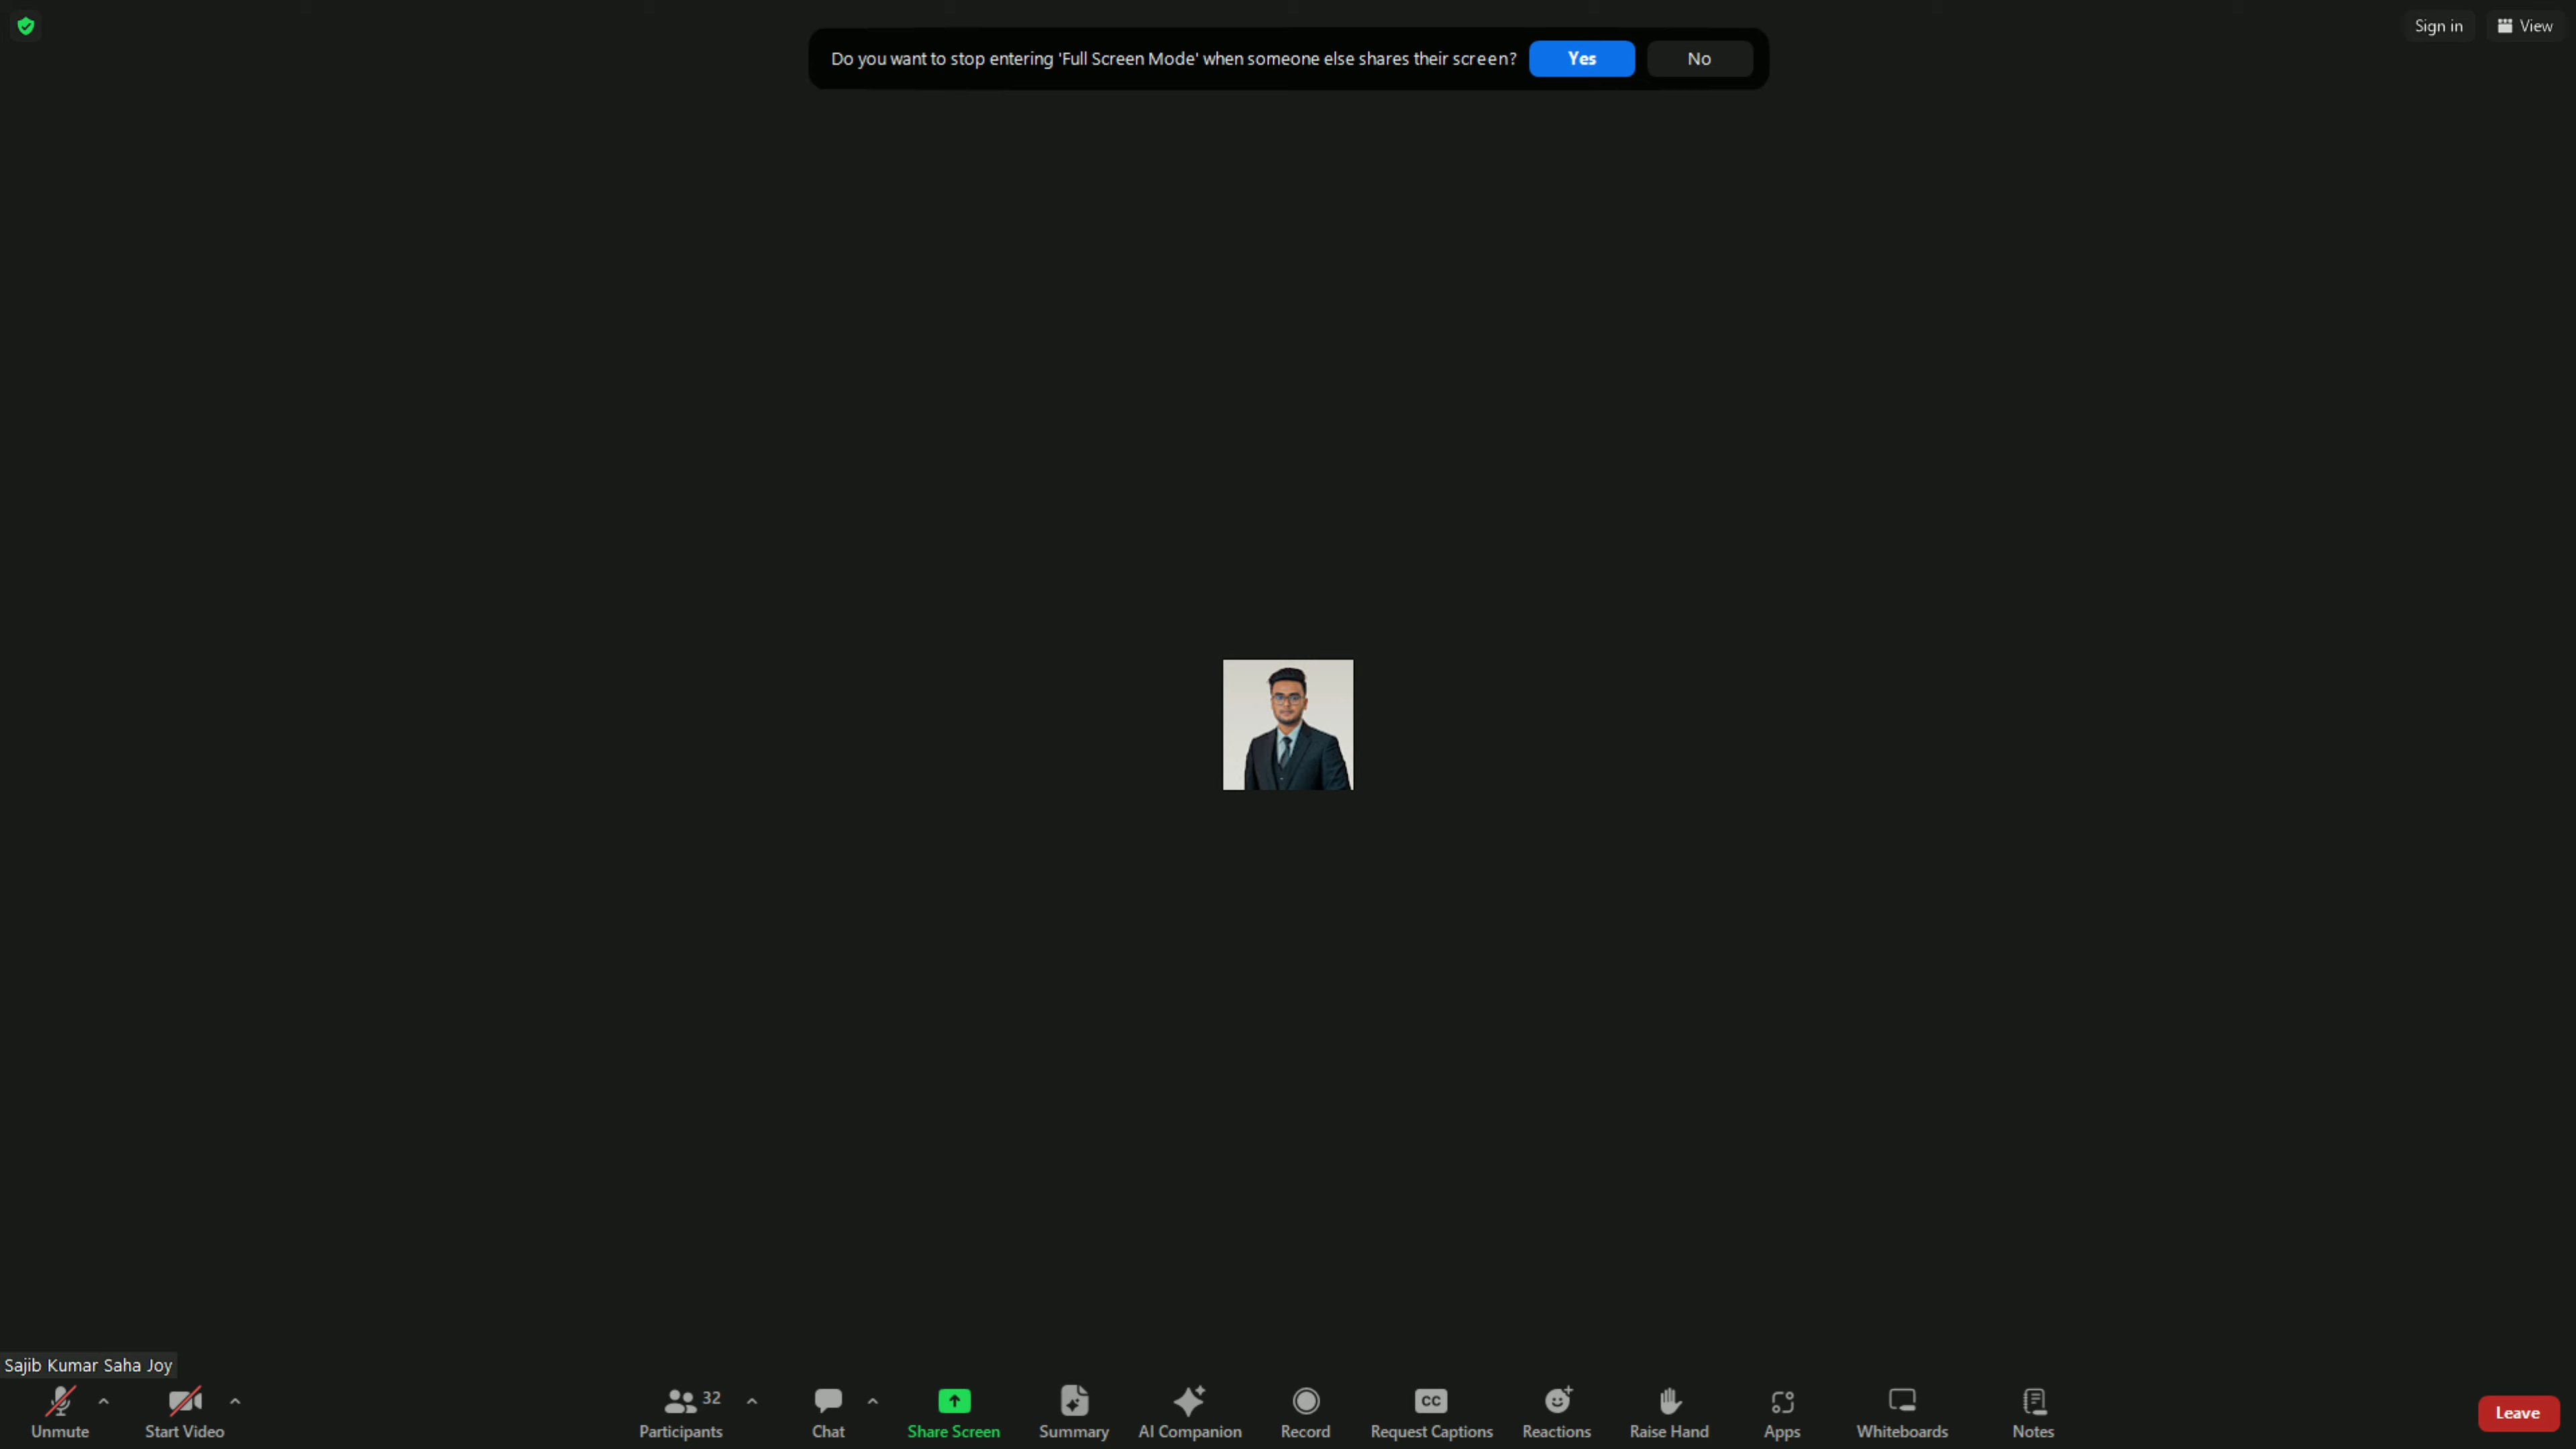 Sign in
View
Do you want to stop entering 'Full Screen Mode' when someone else shares their screen?
Yes
No
Sajib Kumar Saha Joy
Unmute
Start Video
32
Participants
Chat
Share Screen
Summary
AI Companion
Record
CC
Request Captions
Reactions
Raise Hand
Apps
Whiteboards
Notes
Leave